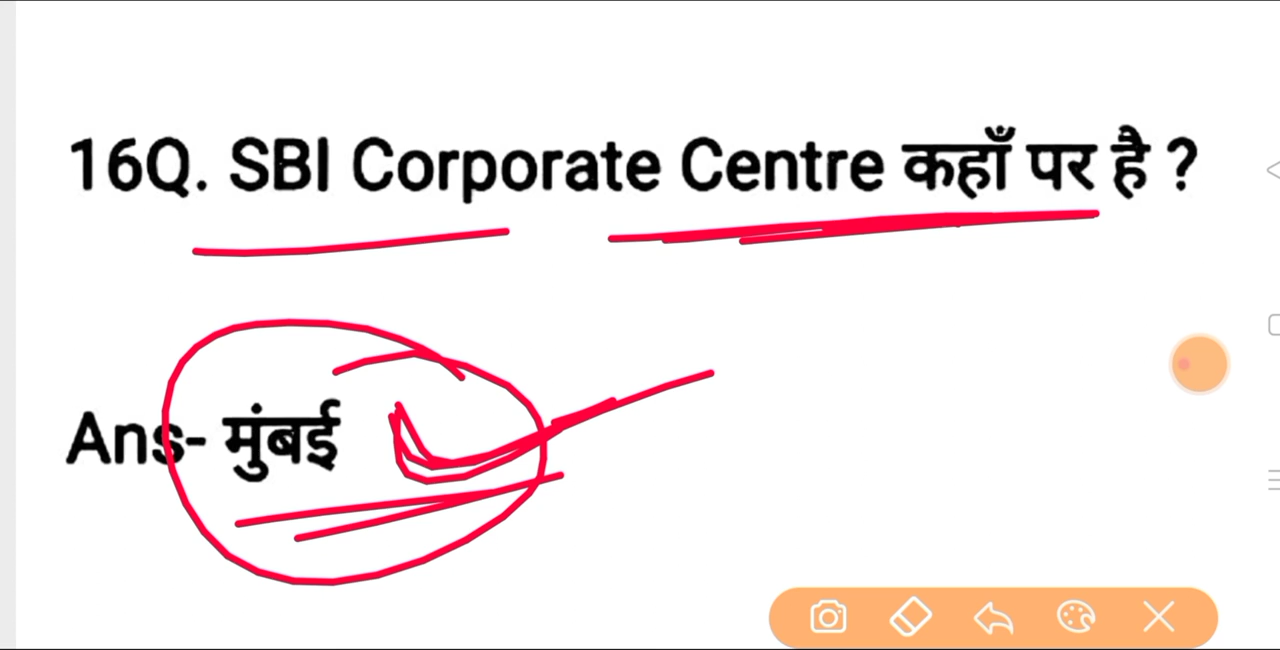 16Q. SBI Corporate Centre कहाँ पर है ?
Ans- मुंबई